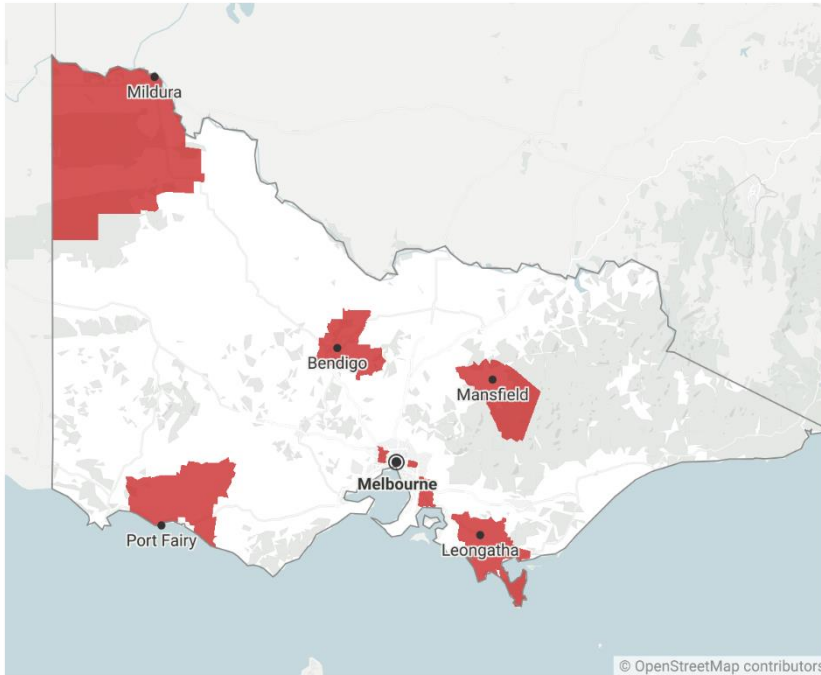 Mildura
Bendigo
Mansfield
Melbourne
Port Fairy
Leongatha
© OpenStreetMap contributors